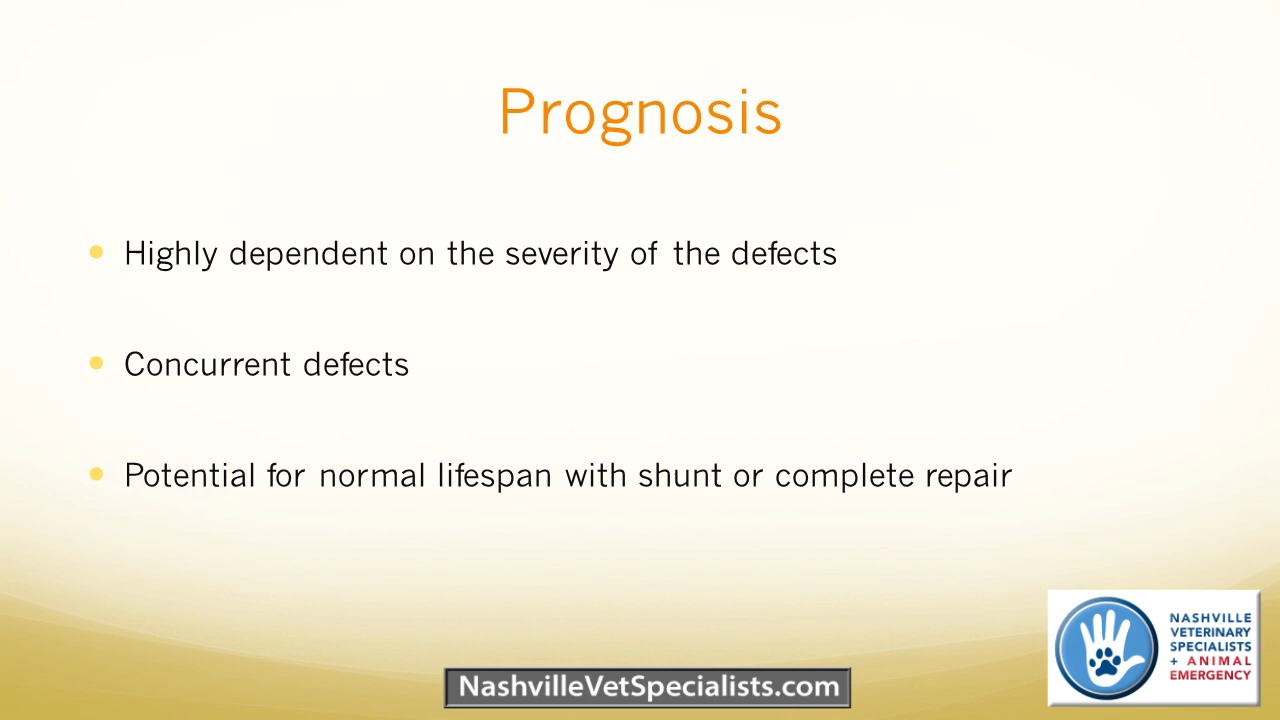 Prognosis
Highly dependent on the severity of the defects
Concurrent defects
Potential for normal lifespan with shunt or complete repair
NASHVILLE
VETERINARY
SPECIALISTS
+ ANIMAL
EMERGENCY
NashvilleVetSpecialists.com